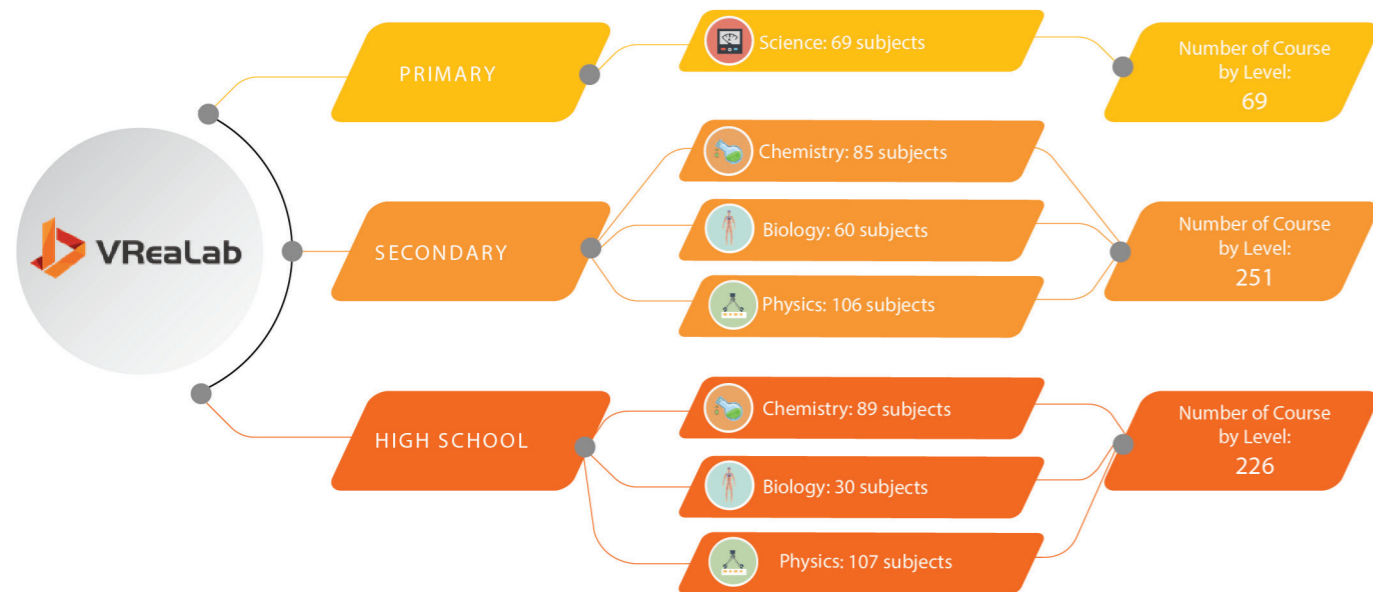 VReaLab
PRIMARY
Science: 69 subjects
Number of Course
by Level:
69
SECONDARY
Chemistry: 85 subjects
Biology: 60 subjects
Physics: 106 subjects
Number of Course
by Level:
251
HIGH SCHOOL
Chemistry: 89 subjects
Biology: 30 subjects
Physics: 107 subjects
Number of Course
by Level:
226